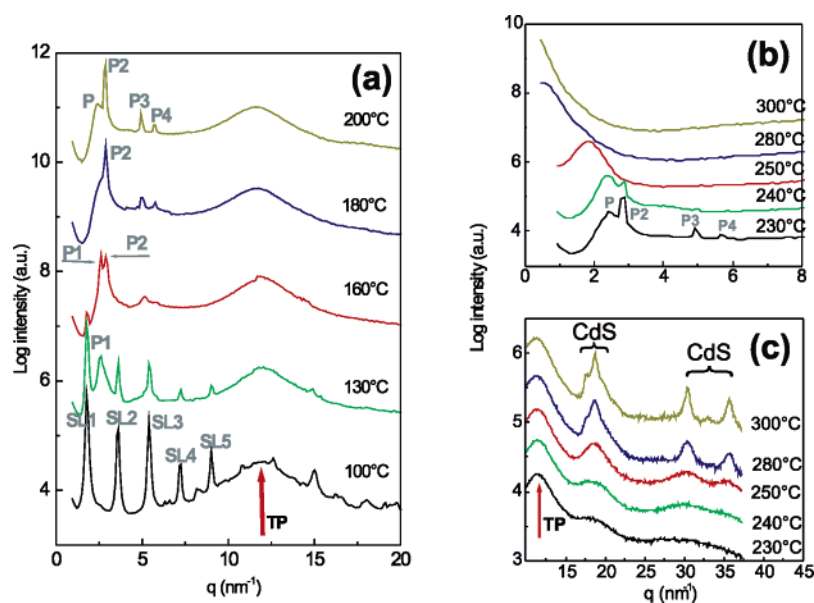 (a)
12
10
8
6
4
Log intensity (a.u.)
P P2 P3 P4 200°C
P2 180°C
P1 P2 160°C
P1 130°C
SL1 SL2 SL3 SL4 SL5 100°C
TP
0 5 10 15 20
q (nm-1)
(b)
10
8
6
4
Log intensity (a.u.)
300°C
280°C
250°C
240°C
230°C
P P2 P3 P4
0 2 4 6 8
(c)
6
5
4
3
Log intensity (a.u.)
CdS CdS
300°C
280°C
250°C
240°C
230°C
TP
15 20 25 30 35 40 45
q (nm-1)